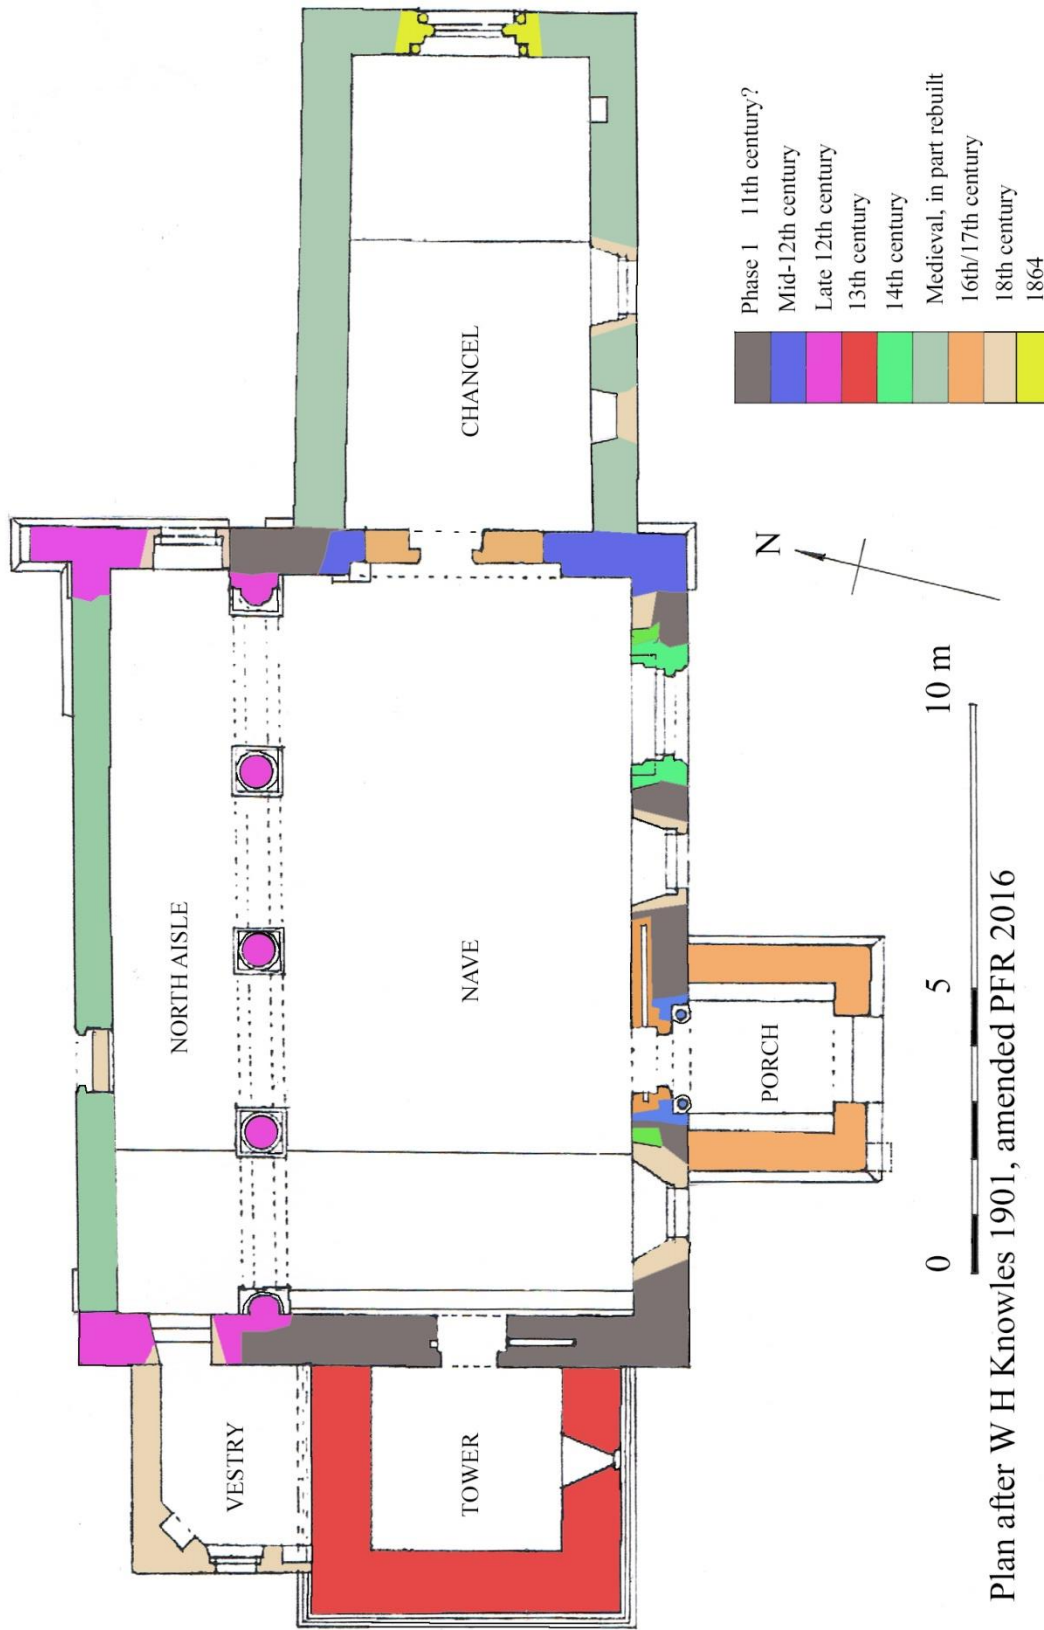 VESTRY
TOWER
NORTH AISLE
NAVE
PORCH
CHANCEL
N
0 5 10 m
Plan after W H Knowles 1901, amended PFR 2016
Phase 1 11th century?
Mid-12th century
Late 12th century
13th century
14th century
Medieval, in part rebuilt
16th/17th century
18th century
1864